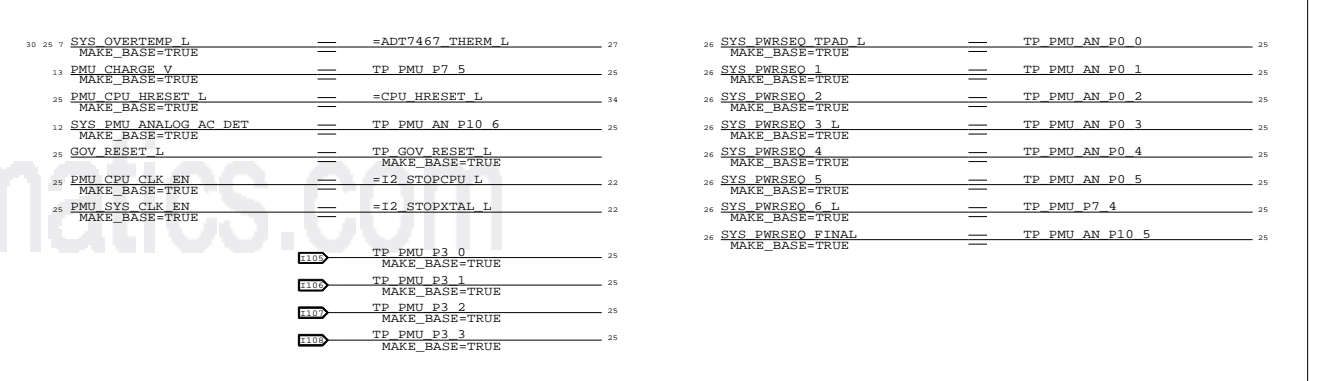 30 25 7 SYS_OVERTEMP_L =ADT7467_THERM_L 27
MAKE_BASE=TRUE
13 PMU_CHARGE_V TP_PMU_P7_5 25
MAKE_BASE=TRUE
25 PMU_CPU_HRESET_L =CPU_HRESET_L 34
MAKE_BASE=TRUE
12 SYS_PMU_ANALOG_AC_DET TP_PMU_AN_P10_6 25
MAKE_BASE=TRUE
25 GOV_RESET_L TP_GOV_RESET_L
MAKE_BASE=TRUE
25 PMU_CPU_CLK_EN =I2_STOPCPU_L 22
MAKE_BASE=TRUE
25 PMU_SYS_CLK_EN =I2_STOPXTAL_L 22
MAKE_BASE=TRUE
I105 TP_PMU_P3_0 25
MAKE_BASE=TRUE
I106 TP_PMU_P3_1 25
MAKE_BASE=TRUE
I107 TP_PMU_P3_2 25
MAKE_BASE=TRUE
I108 TP_PMU_P3_3 25
MAKE_BASE=TRUE
26 SYS_PWRSEQ_TPAD_L TP_PMU_AN_P0_0 25
MAKE_BASE=TRUE
26 SYS_PWRSEQ_1 TP_PMU_AN_P0_1 25
MAKE_BASE=TRUE
26 SYS_PWRSEQ_2 TP_PMU_AN_P0_2 25
MAKE_BASE=TRUE
26 SYS_PWRSEQ_3_L TP_PMU_AN_P0_3 25
MAKE_BASE=TRUE
26 SYS_PWRSEQ_4 TP_PMU_AN_P0_4 25
MAKE_BASE=TRUE
26 SYS_PWRSEQ_5 TP_PMU_AN_P0_5 25
MAKE_BASE=TRUE
26 SYS_PWRSEQ_6_L TP_PMU_P7_4 25
MAKE_BASE=TRUE
26 SYS_PWRSEQ_FINAL TP_PMU_AN_P10_5 25
MAKE_BASE=TRUE
matics.com